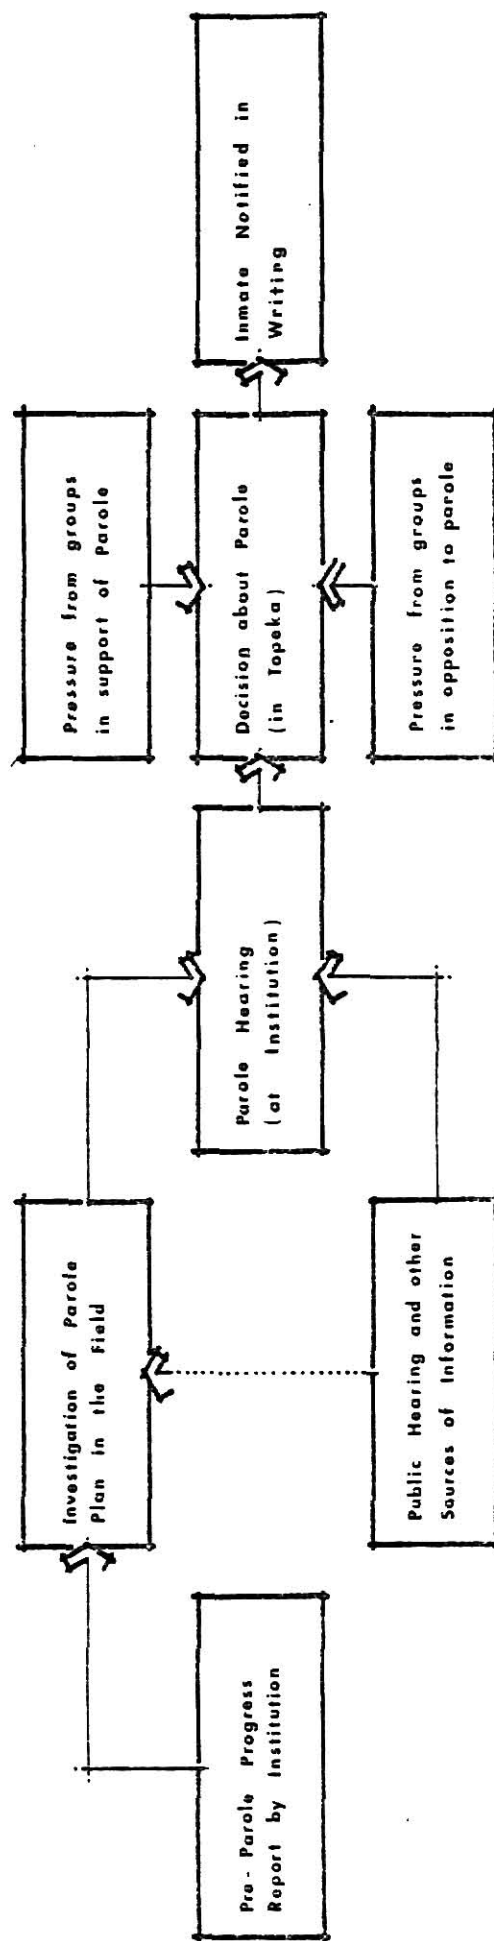 Pre-Parole Progress
Report by Institution
Investigation of Parole
Plan in the Field
Public Hearing and other
Sources of Information
Parole Hearing
(at Institution)
Pressure from groups
in support of Parole
Decision about Parole
(in Topeka)
Pressure from groups
in opposition to parole
Inmate Notified in
Writing